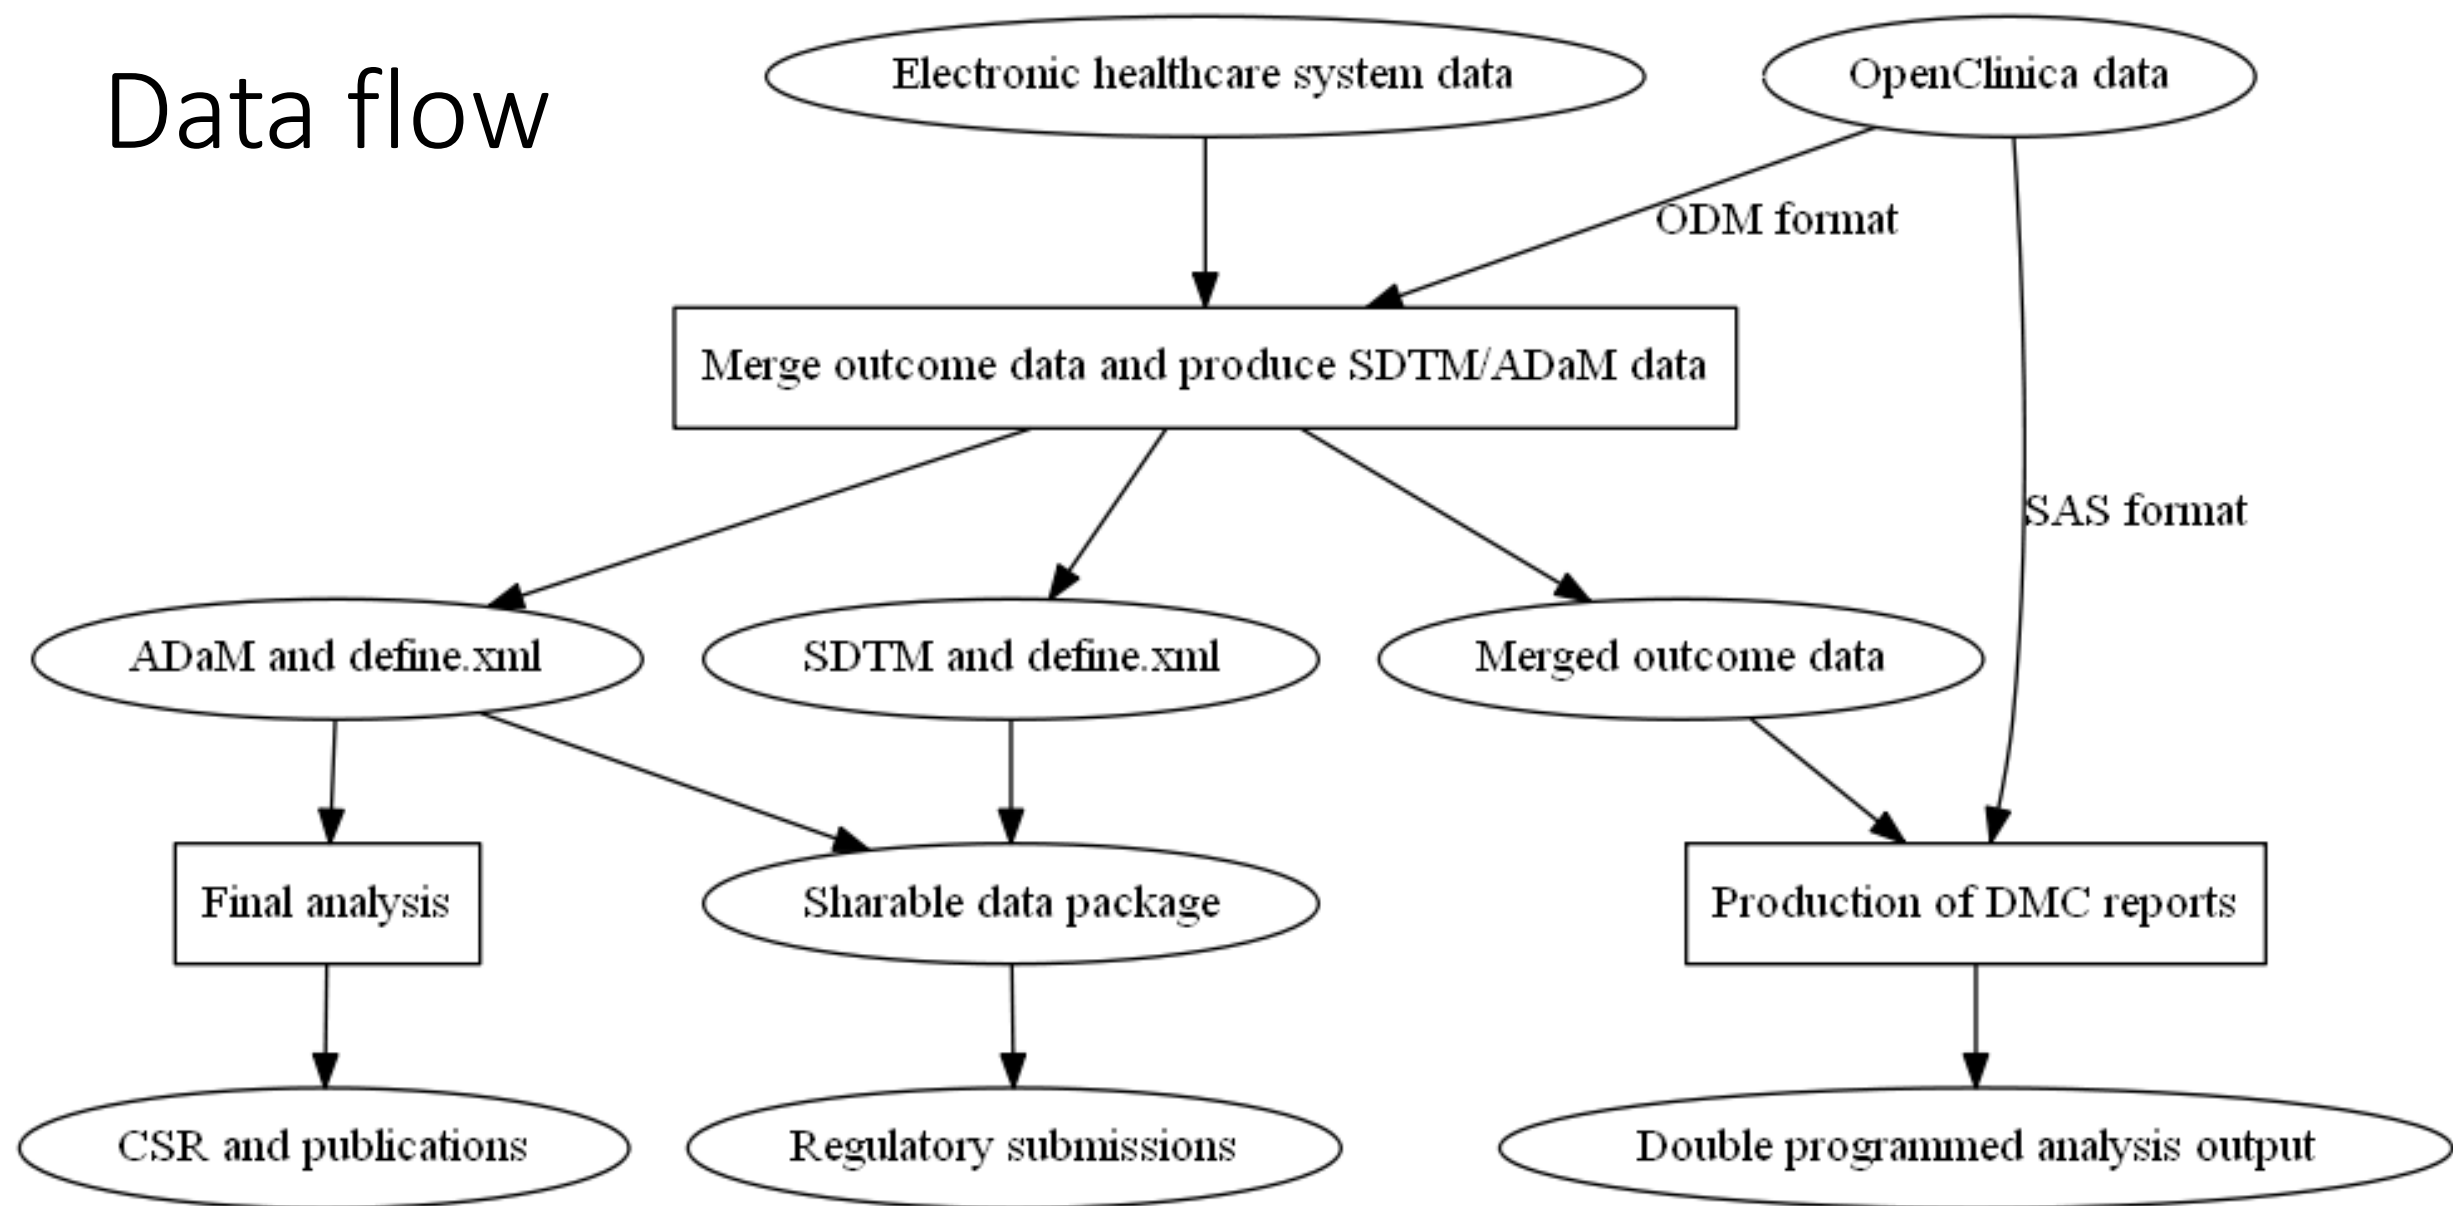 Data flow
Electronic healthcare system data
OpenClinica data
ODM format
Merge outcome data and produce SDTM/ADaM data
SAS format
ADaM and define.xml
SDTM and define.xml
Merged outcome data
Final analysis
Sharable data package
Production of DMC reports
CSR and publications
Regulatory submissions
Double programmed analysis output